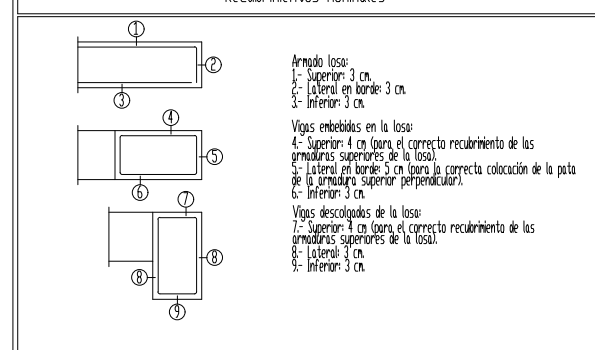 Recubrimientos nominales
1
2
3
Armado losa:
1.- Superior: 3 cm.
2.- Lateral en borde: 3 cm.
3.- Inferior: 3 cm.
4
5
6
Vigas embebidas en la losa:
4.- Superior: 4 cm (para el correcto recubrimiento de las
armaduras superiores de la losa).
5.- Lateral en borde: 5 cm (para la correcta colocación de la pata
de la armadura superior perpendicular).
6.- Inferior: 3 cm.
7
8
8
9
Vigas descolgadas de la losa:
7.- Superior: 4 cm (para el correcto recubrimiento de las
armaduras superiores de la losa).
8.- Lateral: 3 cm.
9.- Inferior: 3 cm.